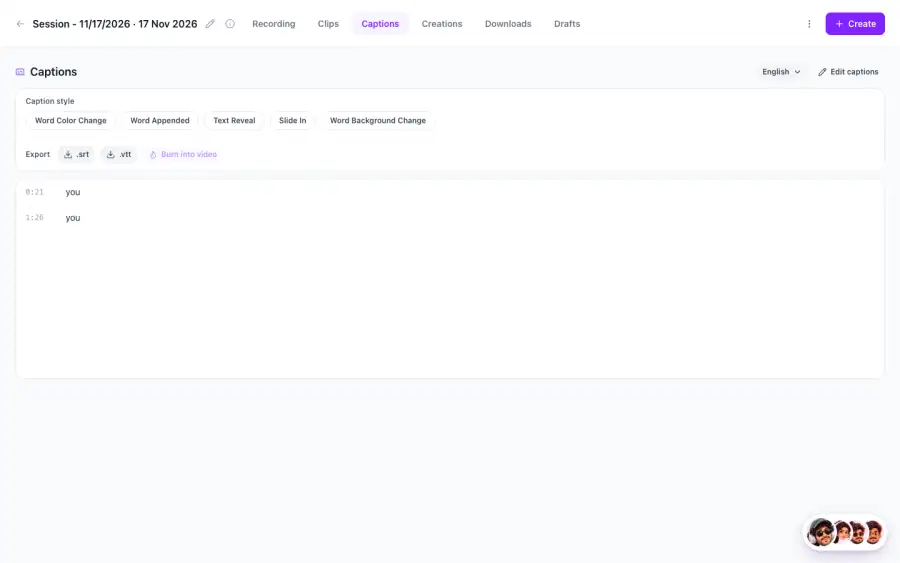 Session - 11/17/2026 · 17 Nov 2026 Recording Clips Captions Creations Downloads Drafts + Create
Captions English Edit captions
Caption style
Word Color Change Word Appended Text Reveal Slide In Word Background Change
Export .srt .vtt Burn into video
0:21 you
1:26 you